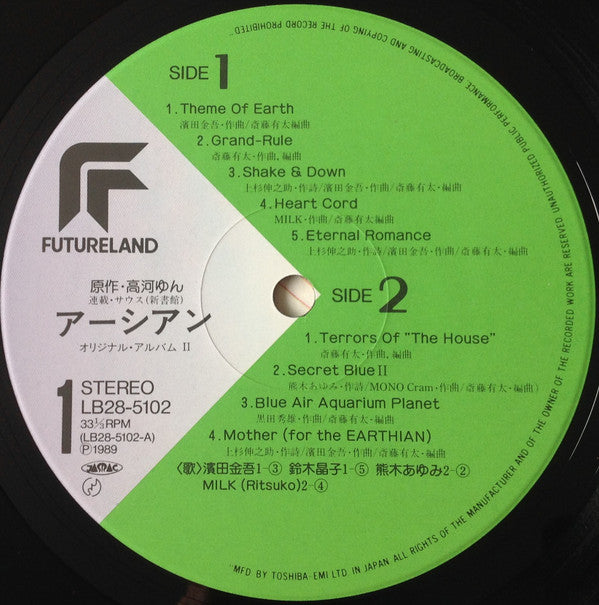 SIDE 1
1.Theme Of Earth
濱田金吾・作曲/斎藤有太編曲
2.Grand-Rule
斎藤有太・作曲,編曲
3.Shake & Down
上杉伸之助・作詩/濱田金吾・作曲/斎藤有太・編曲
4.Heart Cord
MILK・作曲/斎藤有太編曲
5.Eternal Romance
上杉伸之助・作詩/濱田金吾・作曲/斎藤有太・編曲
FUTURELAND
原作・高河ゆん
連載・サウス(新書館)
アーシアン
オリジナル・アルバム II
1 STEREO
LB28-5102
33⅓RPM
(LB28-5102-A)
Ⓟ1989
JASRAC
SIDE 2
1.Terrors Of "The House"
斎藤有太・作曲,編曲
2.Secret Blue II
熊木あゆみ・作詩/MONO Cram・作曲/斎藤有太・編曲)
3.Blue Air Aquarium Planet
黒田秀雄・作曲/斎藤有太・編曲
4.Mother (for the EARTHIAN)
上杉伸之助・作詩/濱田金吾・作曲/斎藤有太・編曲
〈歌〉濱田金吾1-③ 鈴木晶子1-⑤ 熊木あゆみ2-②
MILK (Ritsuko)2-④
"MFD. BY TOSHIBA-EMI LTD IN JAPAN ALL RIGHTS OF THE MANUFACTURER AND OF THE OWNER OF THE RECORDED WORK ARE RESERVED UNAUTHORIZED PUBLIC PERFORMANCE BROADCASTING AND COPYING OF THE RECORD PROHIBITED"